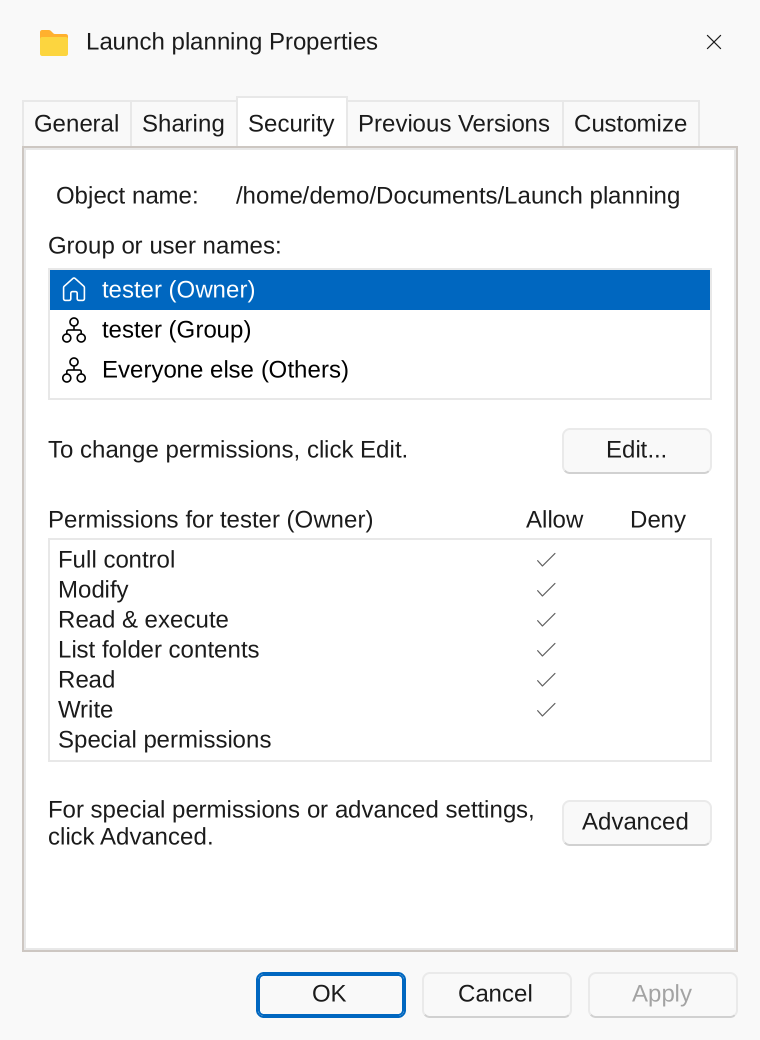 Launch planning Properties
General Sharing Security Previous Versions Customize
Object name: /home/demo/Documents/Launch planning
Group or user names:
tester (Owner)
tester (Group)
Everyone else (Others)
To change permissions, click Edit. Edit...
Permissions for tester (Owner) Allow Deny
Full control
Modify
Read & execute
List folder contents
Read
Write
Special permissions
For special permissions or advanced settings,
click Advanced. Advanced
OK Cancel Apply